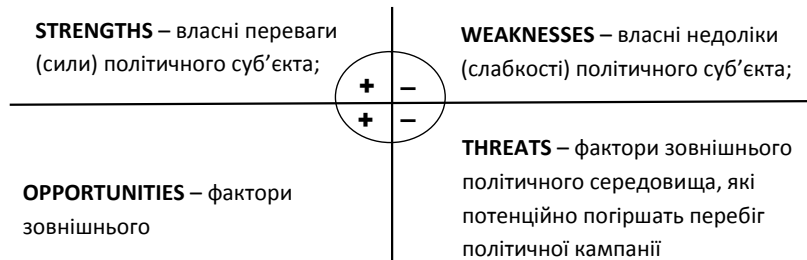 STRENGTHS – власні переваги
(сили) політичного суб’єкта;
WEAKNESSES – власні недоліки
(слабкості) політичного суб’єкта;
+ –
+ –
OPPORTUNITIES – фактори
зовнішнього
THREATS – фактори зовнішнього
політичного середовища, які
потенційно погіршать перебіг
політичної кампанії